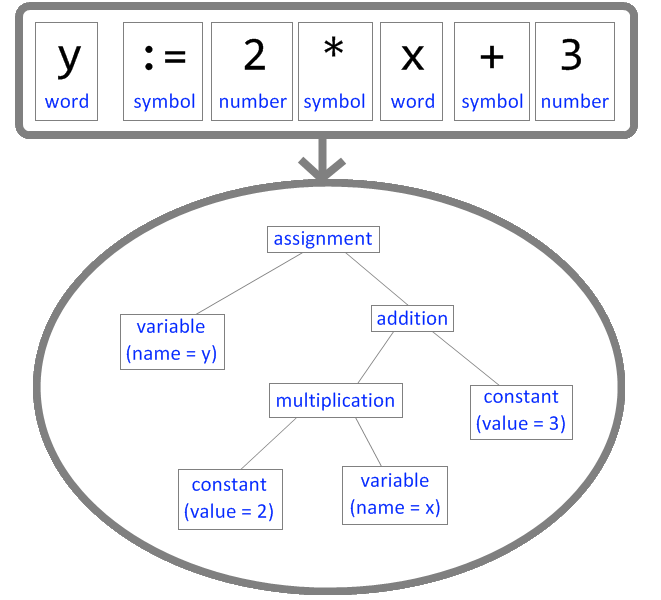 y := 2 * x + 3
word symbol number symbol word symbol number
assignment
variable
(name = y)
addition
multiplication
constant
(value = 3)
constant
(value = 2)
variable
(name = x)